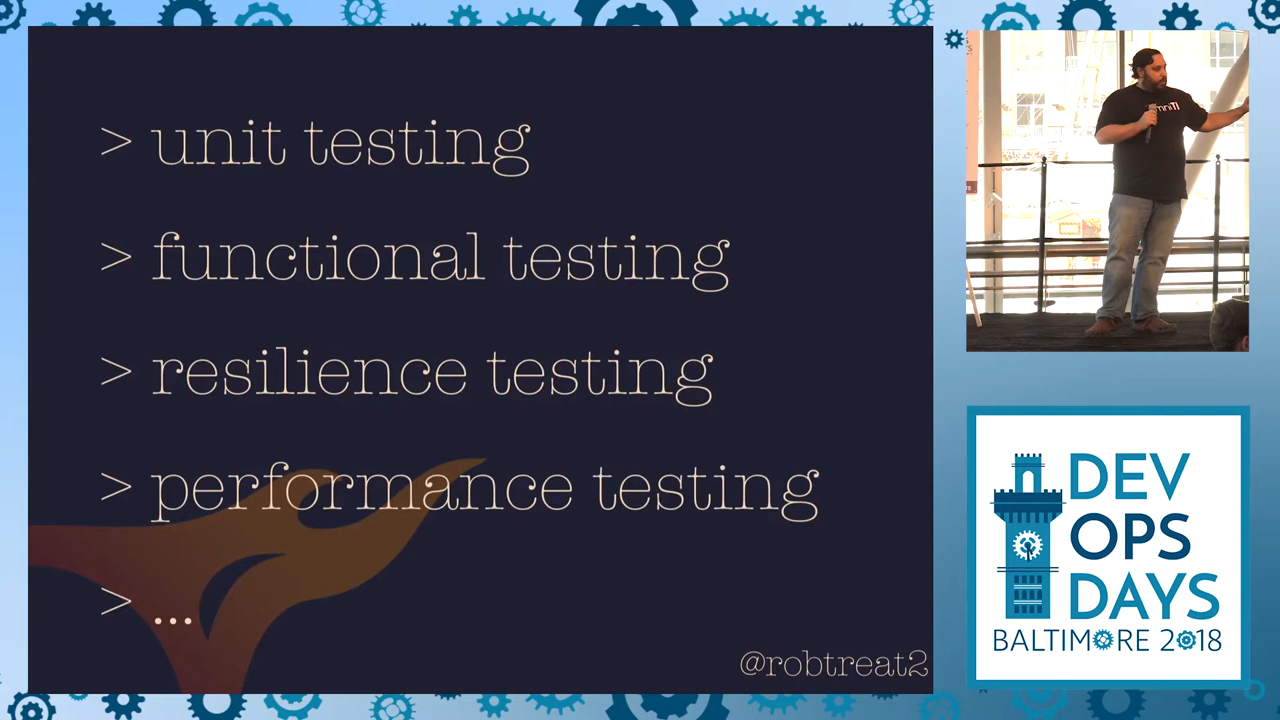 > unit testing
> functional testing
> resilience testing
> performance testing
> ...
@robtreat2
DEV
OPS
DAYS
BALTIMORE 2018